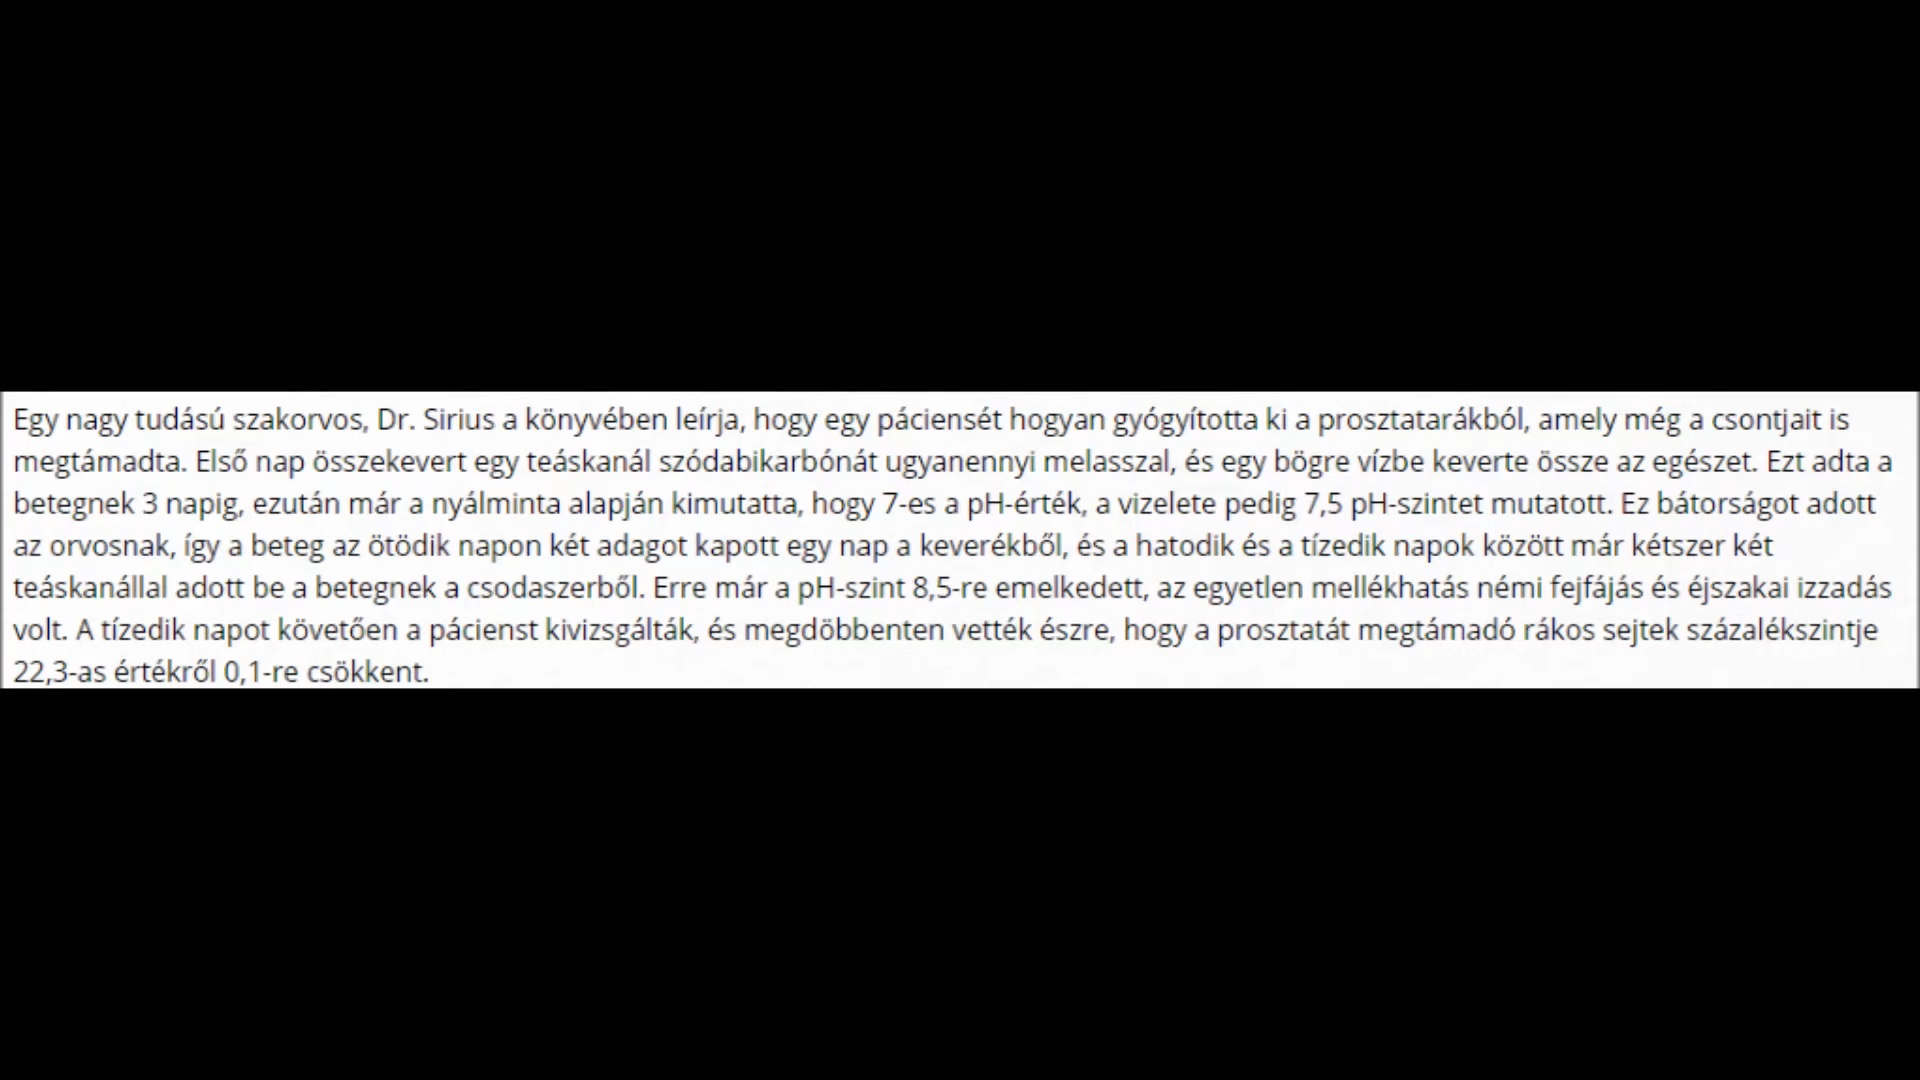 Egy nagy tudású szakorvos, Dr. Sirius a könyvében leírja, hogy egy páciensét hogyan gyógyította ki a prosztatarákból, amely még a csontjait is
megtámadta. Első nap összekevert egy teáskanál szódabikarbónát ugyanennyi melasszal, és egy bögre vízbe keverte össze az egészet. Ezt adta a
betegnek 3 napig, ezután már a nyálminta alapján kimutatta, hogy 7-es a pH-érték, a vizelete pedig 7,5 pH-szintet mutatott. Ez bátorságot adott
az orvosnak, így a beteg az ötödik napon két adagot kapott egy nap a keverékből, és a hatodik és a tízedik napok között már kétszer két
teáskanállal adott be a betegnek a csodaszerből. Erre már a pH-szint 8,5-re emelkedett, az egyetlen mellékhatás némi fejfájás és éjszakai izzadás
volt. A tízedik napot követően a pácienst kivizsgálták, és megdöbbenten vették észre, hogy a prosztatát megtámadó rákos sejtek százalékszintje
22,3-as értékről 0,1-re csökkent.